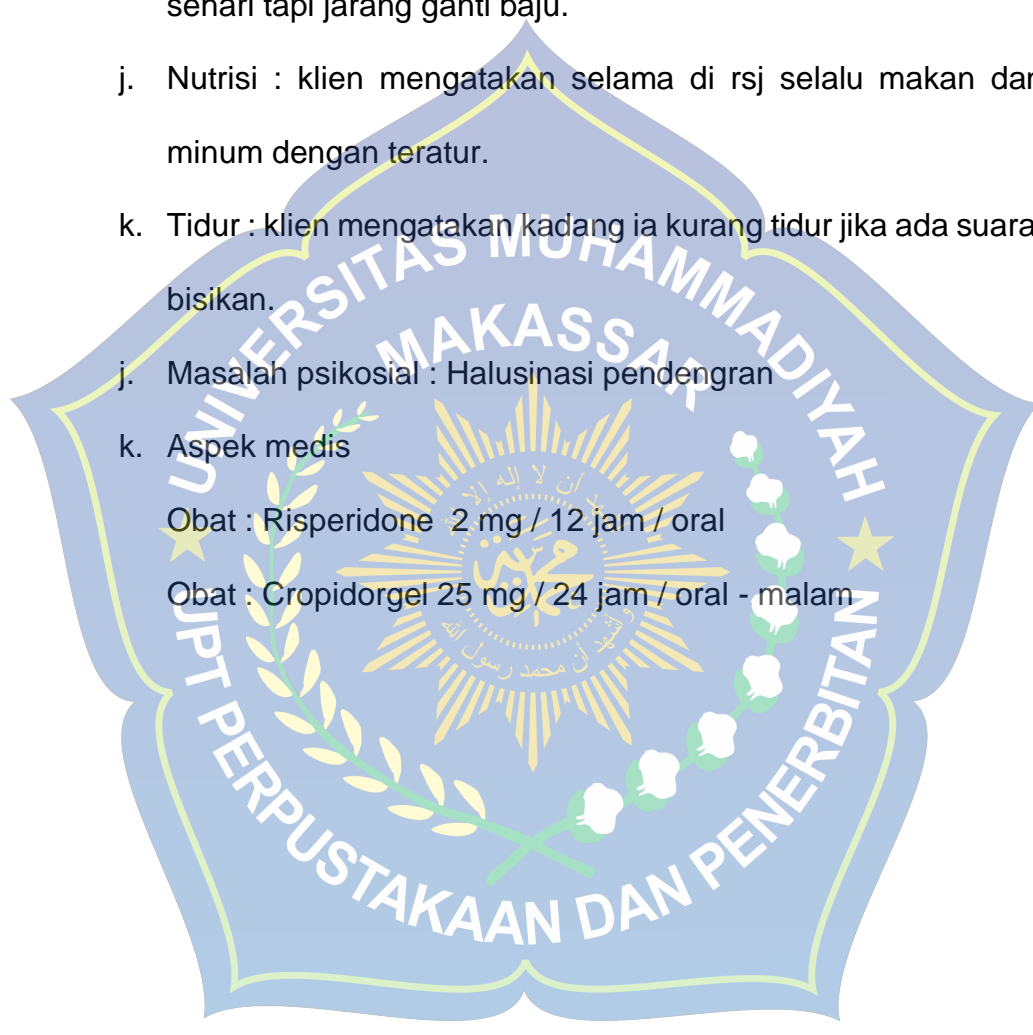 sehari tapi jarang ganti baju.
j. Nutrisi : klien mengatakan selama di rsj selalu makan dan
minum dengan teratur.
k. Tidur : klien mengatakan kadang ia kurang tidur jika ada suara
bisikan.
j. Masalah psikosial : Halusinasi pendengran
k. Aspek medis
Obat : Risperidone 2 mg / 12 jam / oral
Obat : Cropidorgel 25 mg / 24 jam / oral - malam
UNIVERSITAS MUHAMMADIYAH
MAKASSAR
UPT PERPUSTAKAAN DAN PENERBITAN